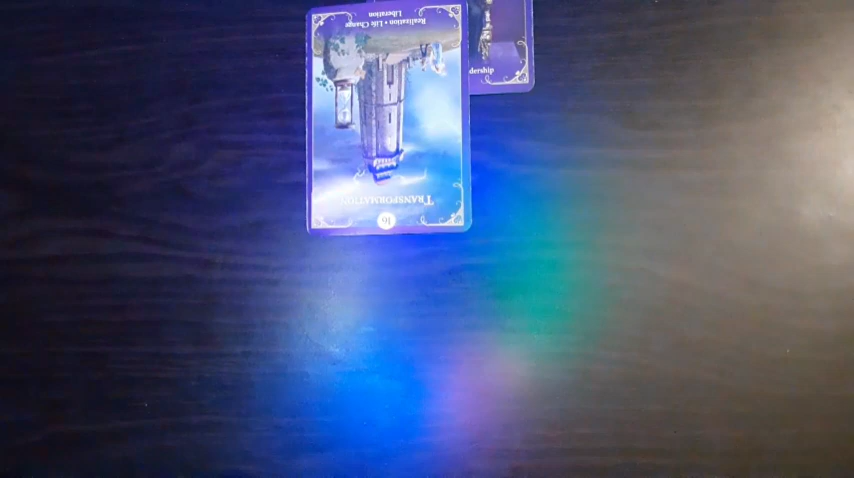 Realization • Life Change
Liberation
TRANSFORMATION
16
dership